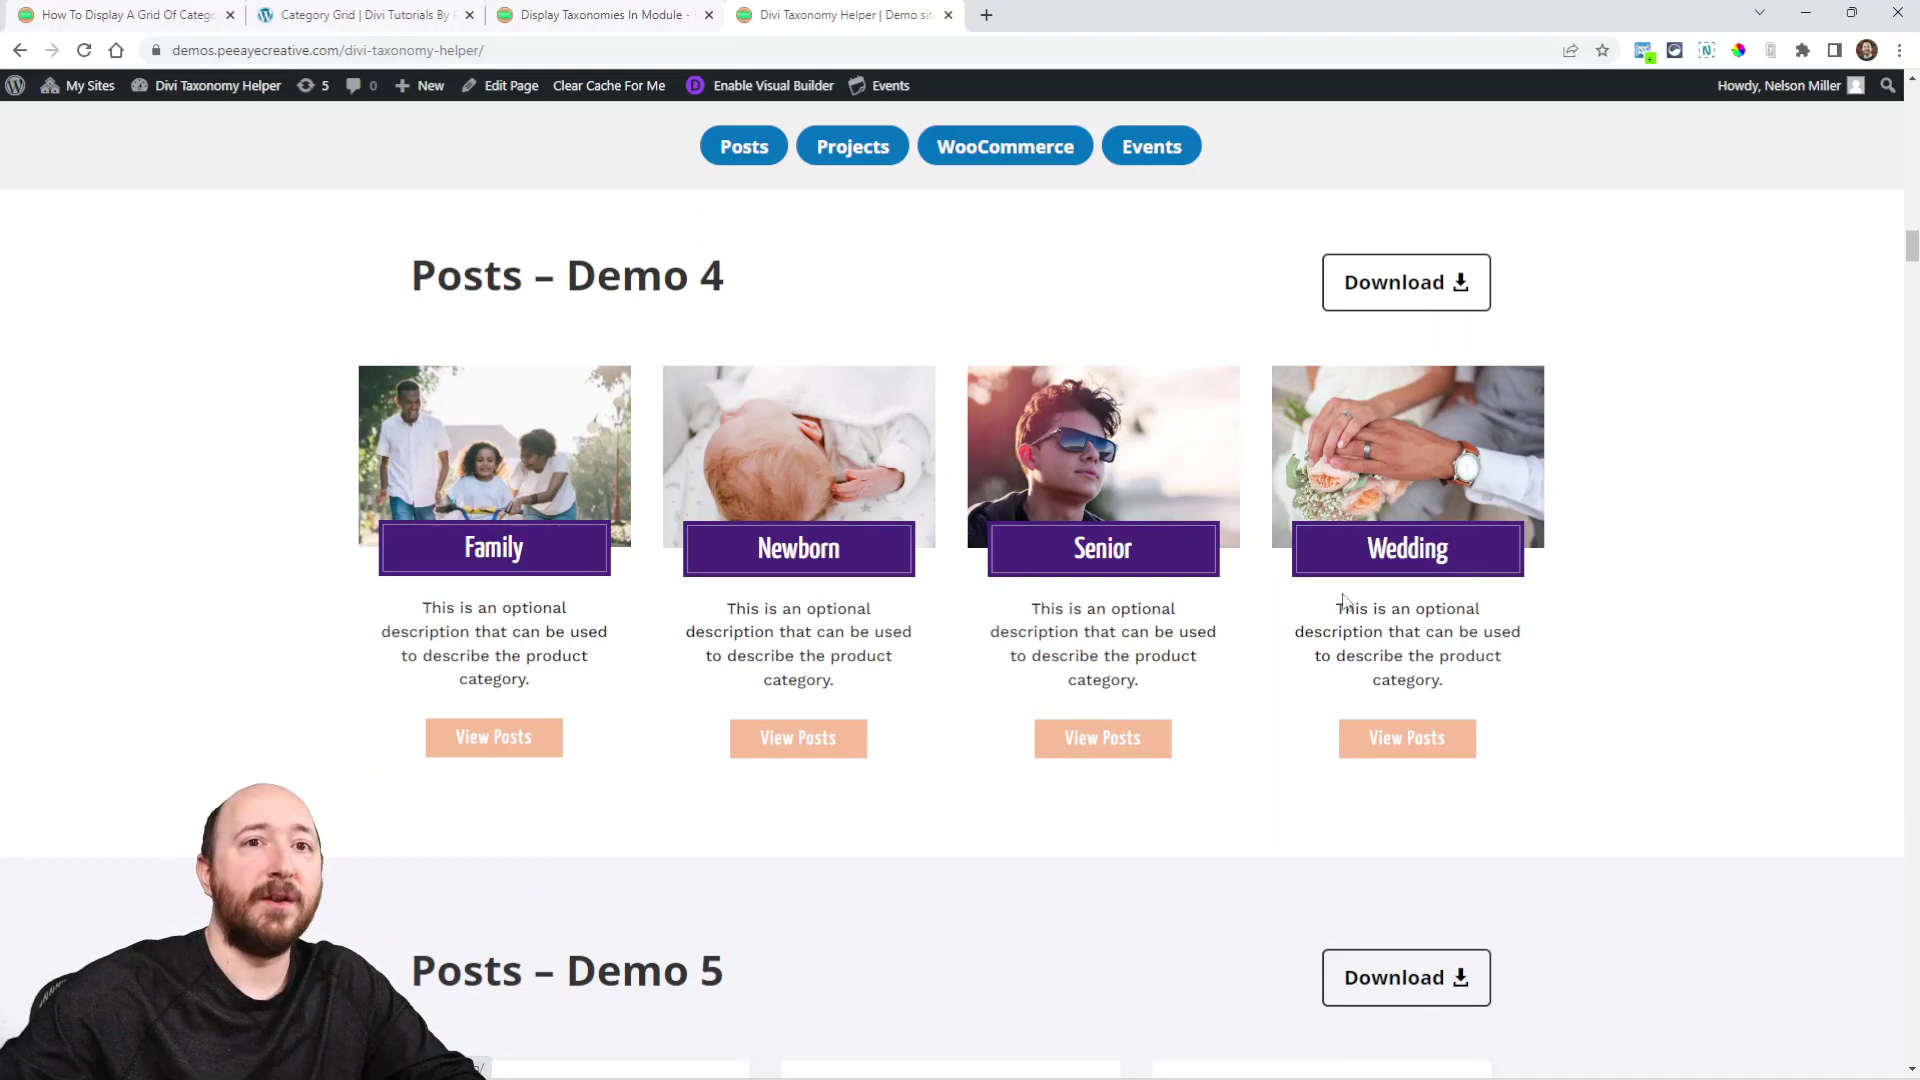 How To Display A Grid Of Catego
Category Grid | Divi Tutorials By
Display Taxonomies In Module -
Divi Taxonomy Helper | Demo sit
demos.peeayecreative.com/divi-taxonomy-helper/
My Sites
Divi Taxonomy Helper
5
0
New
Edit Page
Clear Cache For Me
D
Enable Visual Builder
Events
Howdy, Nelson Miller
Posts
Projects
WooCommerce
Events
Posts – Demo 4
Download
Family
Newborn
Senior
Wedding
This is an optional
description that can be used
to describe the product
category.
This is an optional
description that can be used
to describe the product
category.
This is an optional
description that can be used
to describe the product
category.
This is an optional
description that can be used
to describe the product
category.
View Posts
View Posts
View Posts
View Posts
Posts – Demo 5
Download